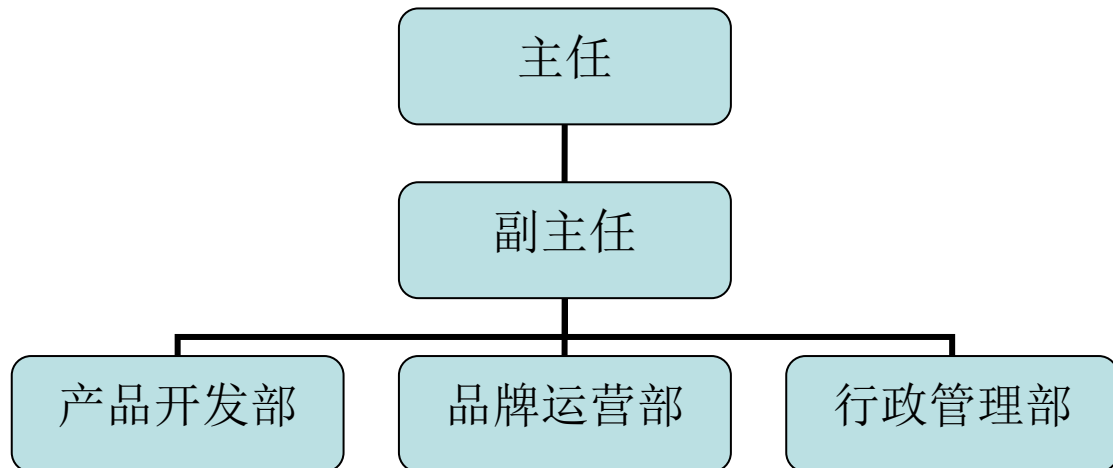 主任
副主任
产品开发部
品牌运营部
行政管理部